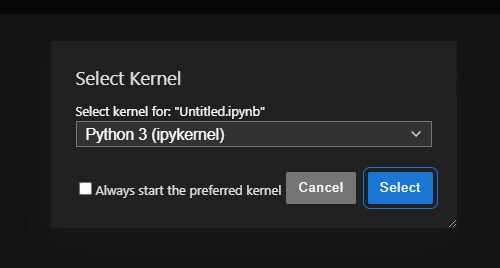 Select Kernel
Select kernel for: "Untitled.ipynb"
Python 3 (ipykernel)
Always start the preferred kernel Cancel Select